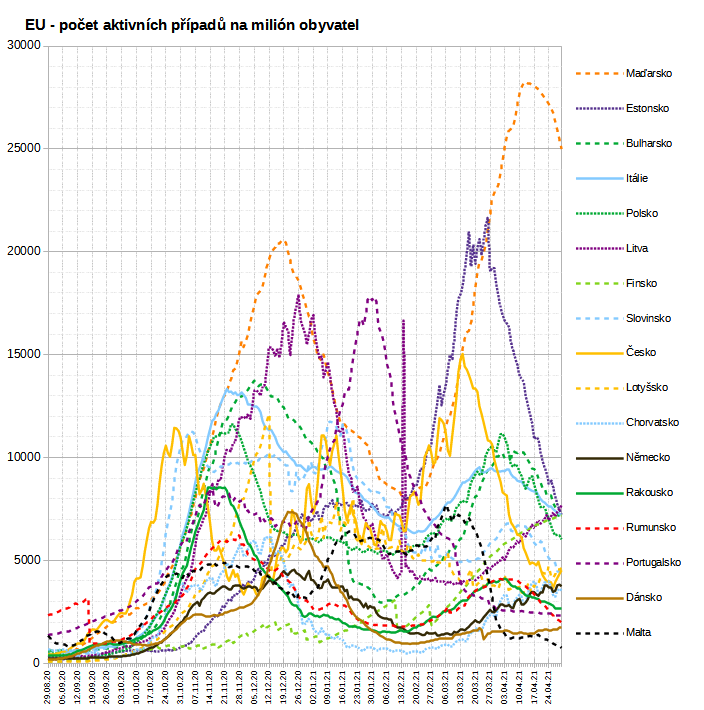 EU - počet aktivních případů na milión obyvatel
30000
25000
20000
15000
10000
5000
0
29.08.20
05.09.20
12.09.20
19.09.20
26.09.20
03.10.20
10.10.20
17.10.20
24.10.20
31.10.20
07.11.20
14.11.20
21.11.20
28.11.20
05.12.20
12.12.20
19.12.20
26.12.20
02.01.21
09.01.21
16.01.21
23.01.21
30.01.21
06.02.21
13.02.21
20.02.21
27.02.21
06.03.21
13.03.21
20.03.21
27.03.21
03.04.21
10.04.21
17.04.21
24.04.21
Maďarsko
Estonsko
Bulharsko
Itálie
Polsko
Litva
Finsko
Slovinsko
Česko
Lotyšsko
Chorvatsko
Německo
Rakousko
Rumunsko
Portugalsko
Dánsko
Malta